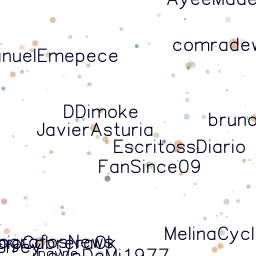 AyeeMade
comradew
nuelEmepece
DDimoke
bruno
JavierAsturia
EscritossDiario
FanSince09
MelinaCycl